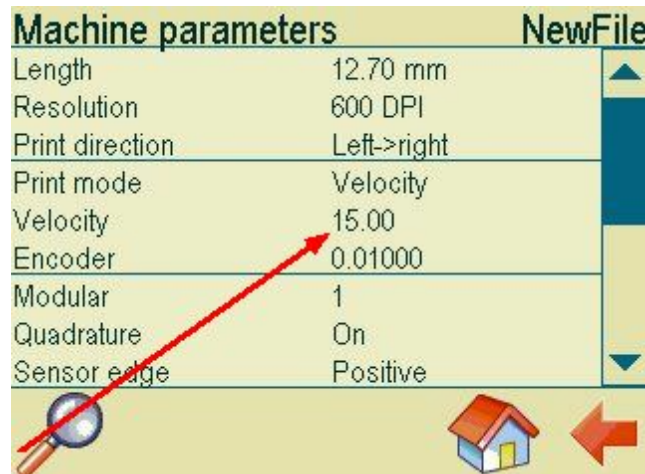 Machine parameters NewFile
Length 12.70 mm
Resolution 600 DPI
Print direction Left->right
Print mode Velocity
Velocity 15.00
Encoder 0.01000
Modular 1
Quadrature On
Sensor edge Positive